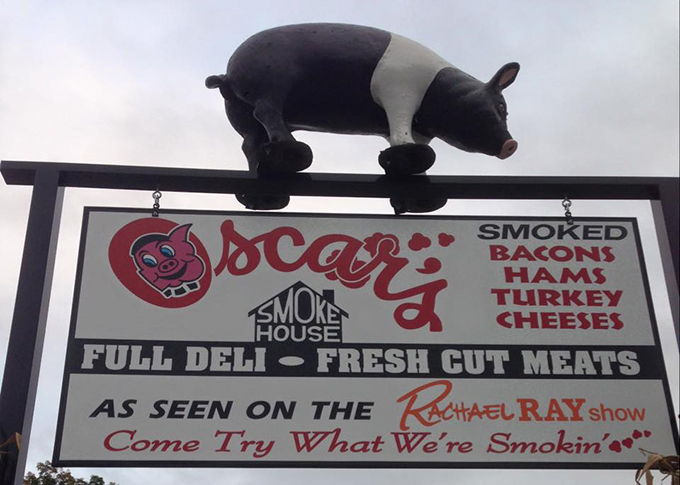 Oscar's
SMOKE
HOUSE
SMOKED
BACONS
HAMS
TURKEY
CHEESES
FULL DELI • FRESH CUT MEATS
AS SEEN ON THE RACHAEL RAY show
Come Try What We're Smokin'